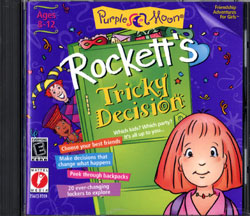 Ages
8-12
Purple Moon
Friendship
Adventures
for Girls
Rockett's
Tricky
Decision
Which kids? Which party?
It's all up to you...
Choose your best friends
Make decisions that
change what happens
Peek through backpacks
20 ever-changing
lockers to explore
MATTEL
MEDIA